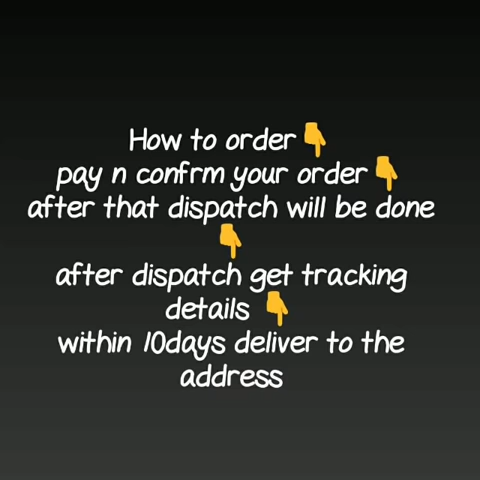 How to order👇
pay n confrm your order👇
after that dispatch will be done
👇
after dispatch get tracking
details 👇
within 10days deliver to the
address